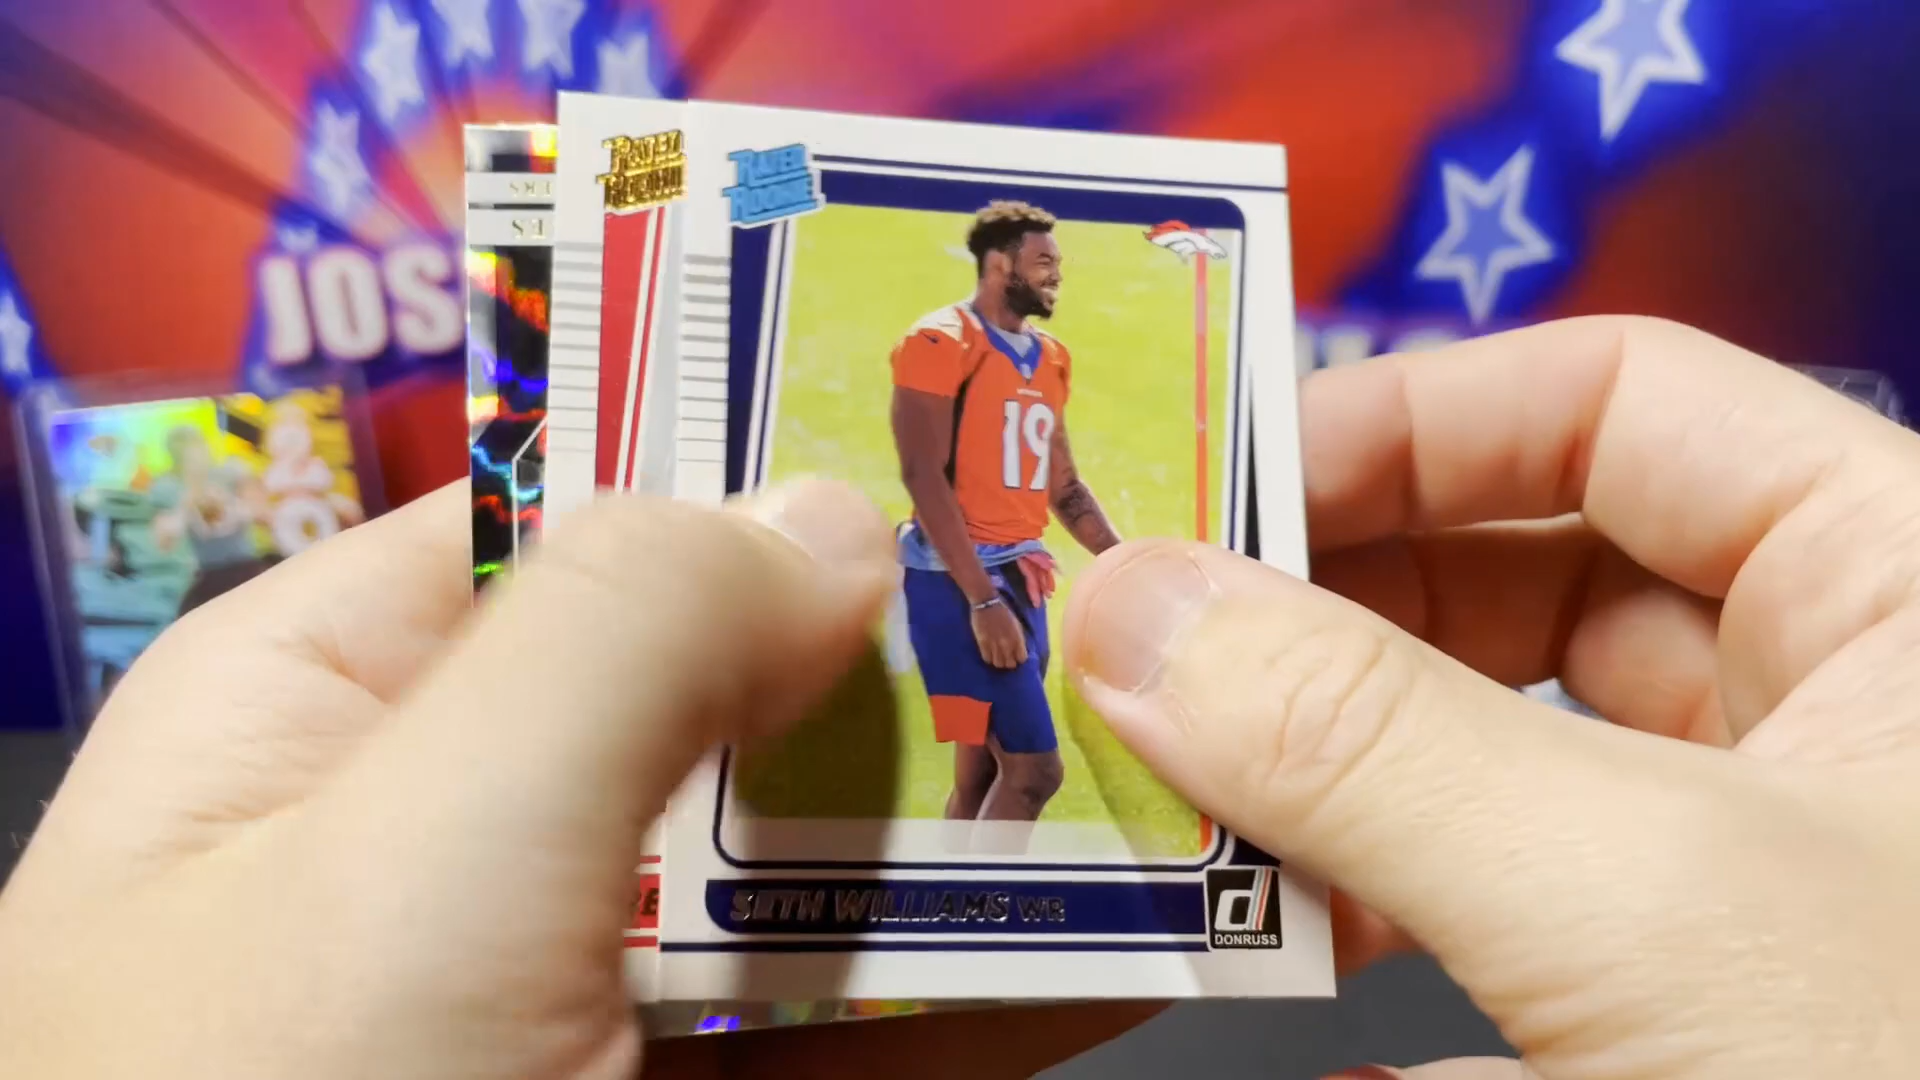 RATED
ROOKIE
RATED
ROOKIE
JOS
19
SETH WILLIAMS WR
d
DONRUSS